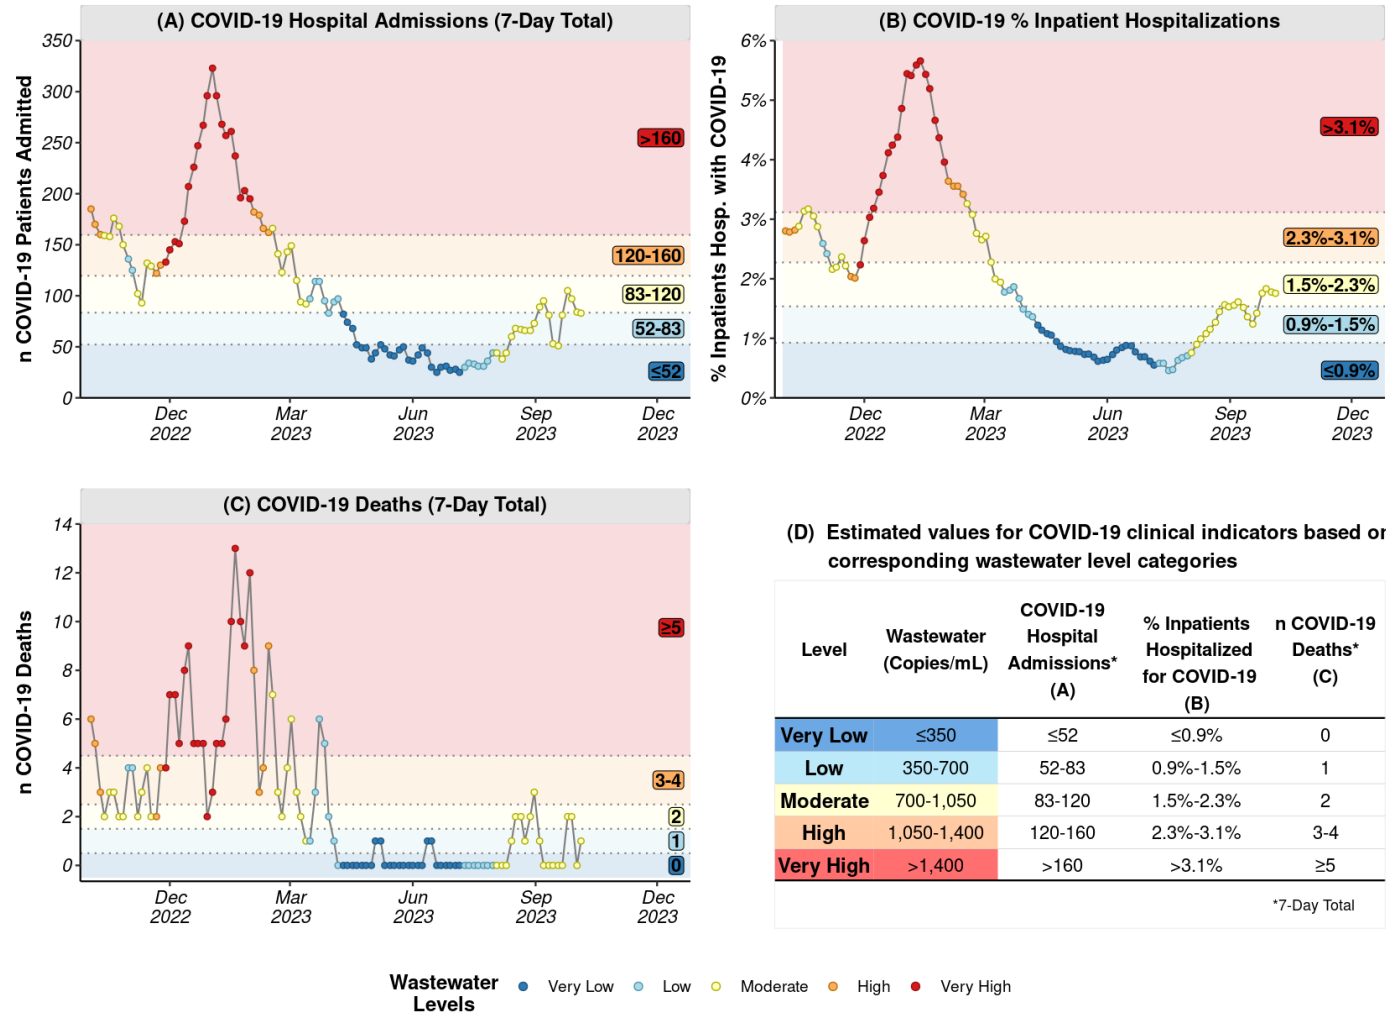 (A) COVID-19 Hospital Admissions (7-Day Total)
n COVID-19 Patients Admitted
350
300
250
200
150
100
50
0
>160
120-160
83-120
52-83
≤52
Dec
2022
Mar
2023
Jun
2023
Sep
2023
Dec
2023
(B) COVID-19 % Inpatient Hospitalizations
% Inpatients Hosp. with COVID-19
6%
5%
4%
3%
2%
1%
0%
>3.1%
2.3%-3.1%
1.5%-2.3%
0.9%-1.5%
≤0.9%
Dec
2022
Mar
2023
Jun
2023
Sep
2023
Dec
2023
(C) COVID-19 Deaths (7-Day Total)
n COVID-19 Deaths
14
12
10
8
6
4
2
0
≥5
3-4
2
1
0
Dec
2022
Mar
2023
Jun
2023
Sep
2023
Dec
2023
(D) Estimated values for COVID-19 clinical indicators based or
corresponding wastewater level categories
Level
Wastewater
(Copies/mL)
COVID-19
Hospital
Admissions*
(A)
% Inpatients
Hospitalized
for COVID-19
(B)
n COVID-19
Deaths*
(C)
Very Low ≤350 ≤52 ≤0.9% 0
Low 350-700 52-83 0.9%-1.5% 1
Moderate 700-1,050 83-120 1.5%-2.3% 2
High 1,050-1,400 120-160 2.3%-3.1% 3-4
Very High >1,400 >160 >3.1% ≥5
*7-Day Total
Wastewater
Levels
Very Low
Low
Moderate
High
Very High